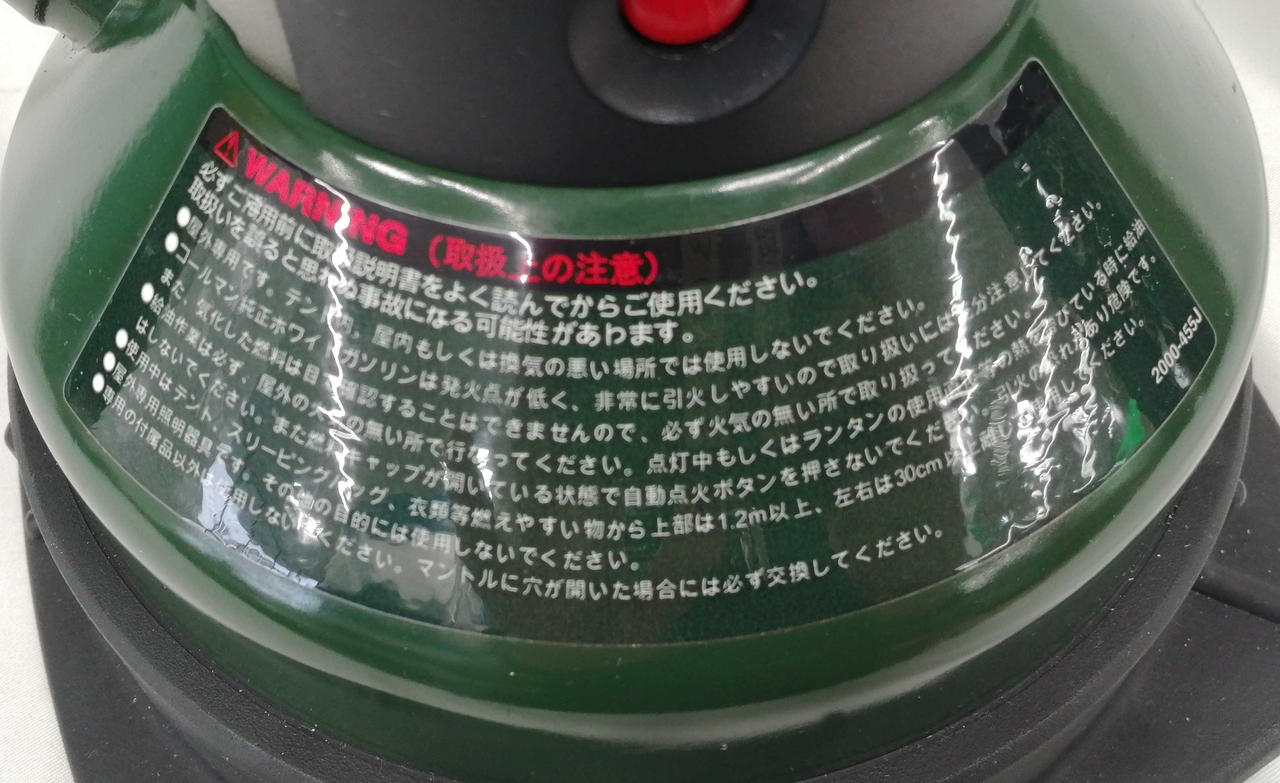 WARNING (取扱上の注意)
必ずご使用前に取扱説明書をよく読んでからご使用ください。
取扱いを誤ると思わぬ事故になる可能性があります。
●屋外専用です。テント内、屋内もしくは換気の悪い場所では使用しないでください。
●コールマン純正ホワイトガソリンは発火点が低く、非常に引火しやすいので取り扱いには十分注意してください。
また、気化した燃料は目で確認することはできませんので、必ず火気の無い所で取り扱ってください。
●給油作業は必ず、屋外の火気の無い所で行なってください。点灯中もしくはランタンの使用直後等の熱をおびている時に給油
はしないでください。また燃料キャップが開いている状態で自動点火ボタンを押さないでください。引火のおそれがあり危険です。
●使用中はテント、スリーピングバッグ、衣類等燃えやすい物から上部は1.2m以上、左右は30cm以上 使用してください。
●屋外専用照明器具です。その他の目的には使用しないでください。
●専用の付属品以外は使用しないでください。マントルに穴が開いた場合には必ず交換してください。
2000-455J